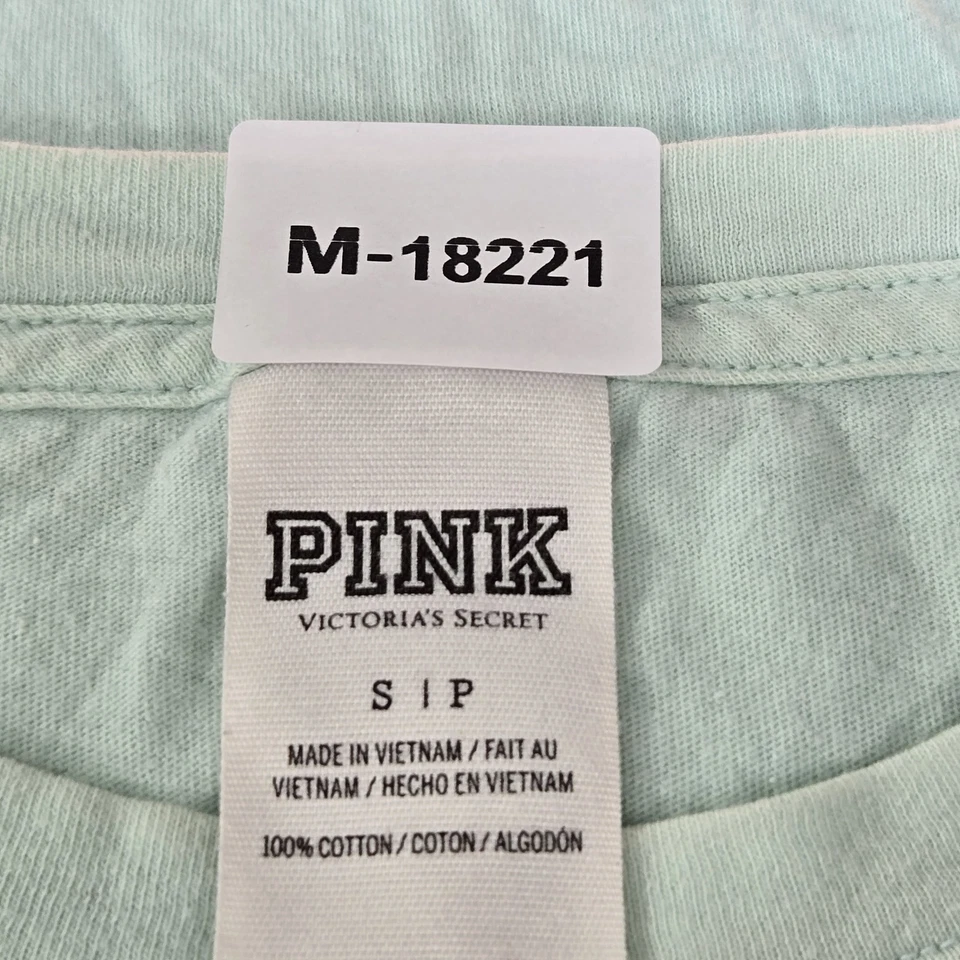 M-18221
PINK
VICTORIA'S SECRET
S | P
MADE IN VIETNAM / FAIT AU
VIETNAM / HECHO EN VIETNAM
100% COTTON / COTON / ALGODÓN